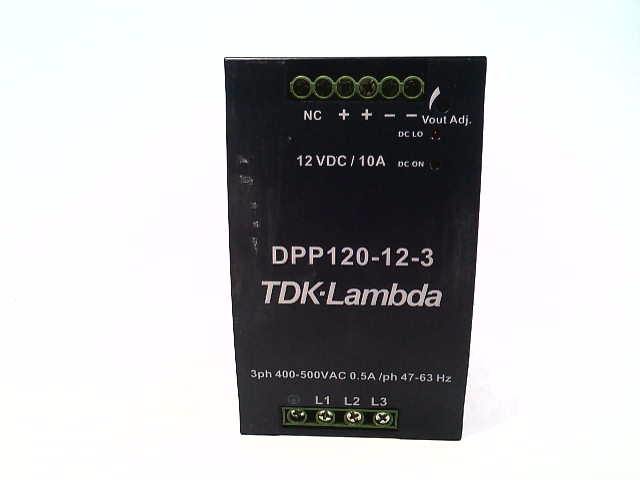 NC + + − − Vout Adj.
DC LO
12 VDC / 10A DC ON
DPP120-12-3
TDK·Lambda
3ph 400-500VAC 0.5A /ph 47-63 Hz
L1 L2 L3